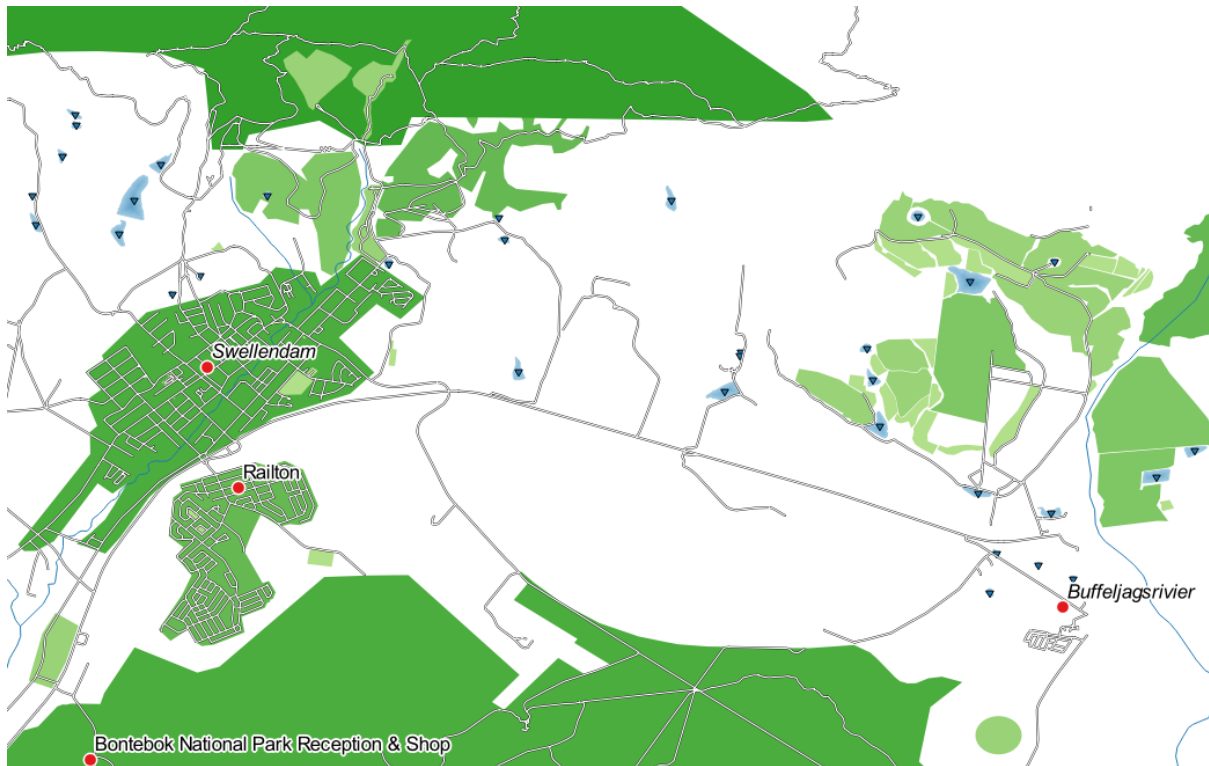 Swellendam
Railton
Buffeljagsrivier
Bontebok National Park Reception & Shop